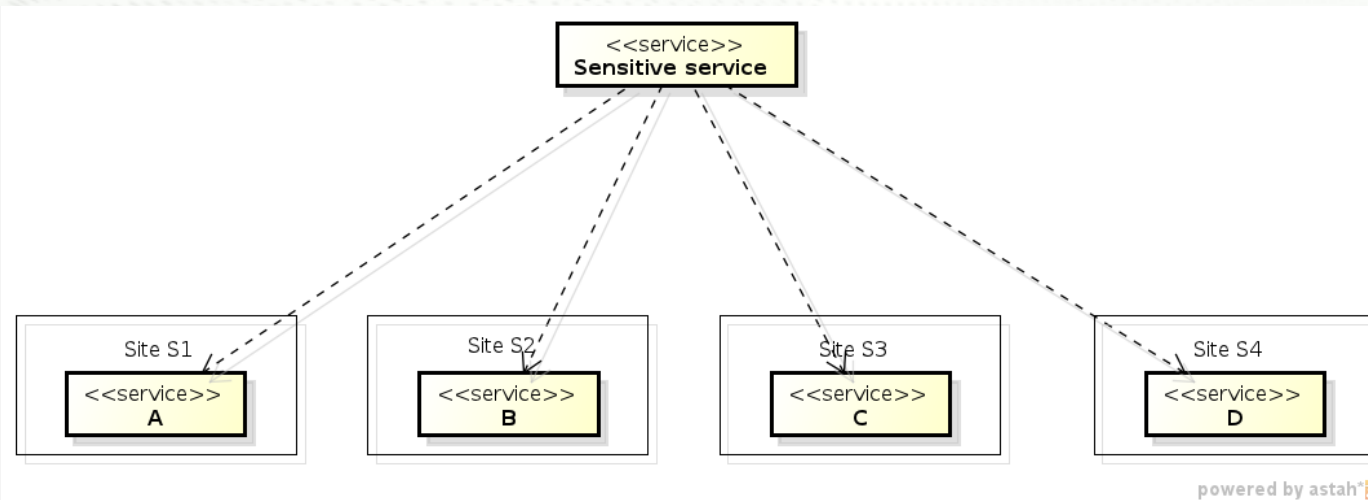 <<service>>
Sensitive service
Site S1
Site S2
Site S3
Site S4
<<service>>
A
<<service>>
B
<<service>>
C
<<service>>
D
powered by astah*